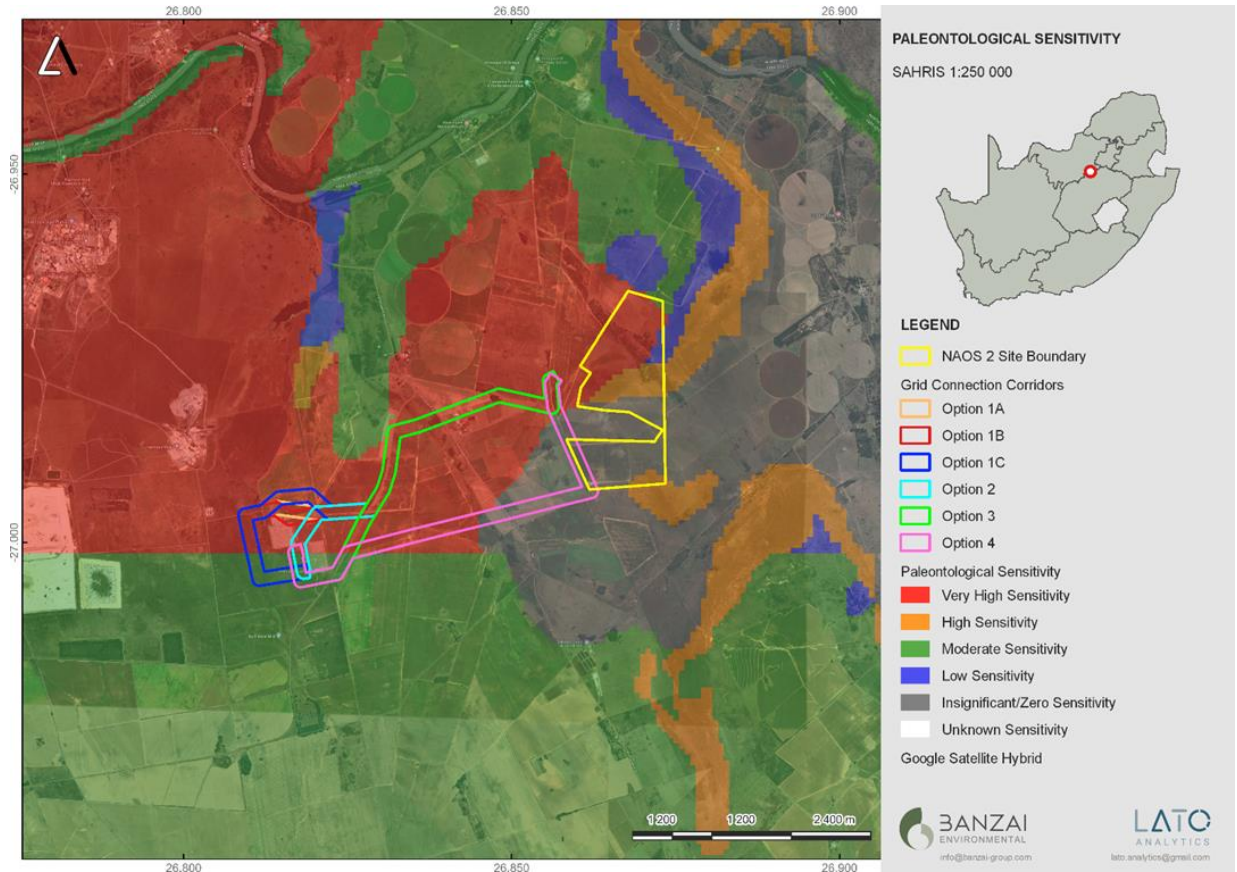 26.800
26.850
26.900
-26.950
-27.000
26.800
26.850
26.900
1 200
1 200
2 400 m
PALEONTOLOGICAL SENSITIVITY
SAHRIS 1:250 000
LEGEND
NAOS 2 Site Boundary
Grid Connection Corridors
Option 1A
Option 1B
Option 1C
Option 2
Option 3
Option 4
Paleontological Sensitivity
Very High Sensitivity
High Sensitivity
Moderate Sensitivity
Low Sensitivity
Insignificant/Zero Sensitivity
Unknown Sensitivity
Google Satellite Hybrid
BANZAI
ENVIRONMENTAL
info@banzai-group.com
LATO
ANALYTICS
lato.analytics@gmail.com